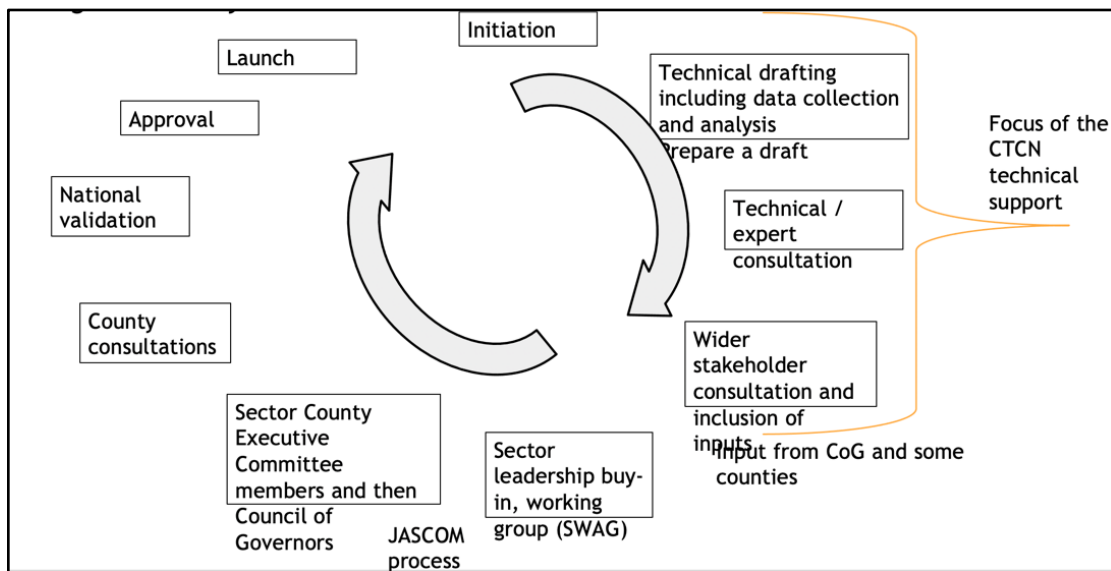 Initiation
Technical drafting
including data collection
and analysis
Prepare a draft
Technical /
expert
consultation
Wider
stakeholder
consultation and
inclusion of
inputs
Input from CoG and some
counties
Focus of the
CTCN
technical
support
Sector
leadership buy-
in, working
group (SWAG)
JASCOM
process
Sector County
Executive
Committee
members and then
Council of
Governors
County
consultations
National
validation
Approval
Launch